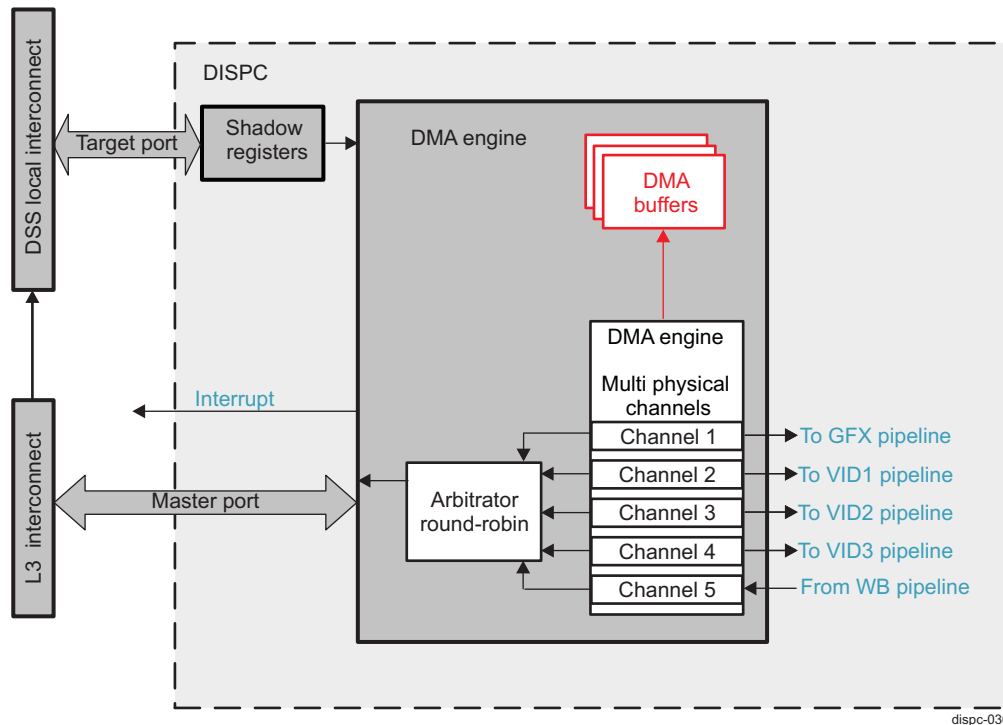 DISPC
DSS local interconnect
Target port
Shadow
registers
DMA engine
DMA
buffers
DMA engine
Multi physical
channels
Channel 1
Channel 2
Channel 3
Channel 4
Channel 5
To GFX pipeline
To VID1 pipeline
To VID2 pipeline
To VID3 pipeline
From WB pipeline
Interrupt
Arbitrator
round-robin
Master port
L3 interconnect
dispc-03